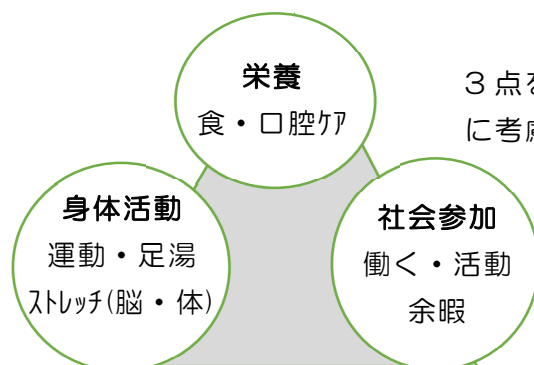 栄養
食・口腔ｹｱ
3点を
に考慮
身体活動
運動・足湯
ｽﾄﾚｯﾁ(脳・体)
社会参加
働く・活動
余暇